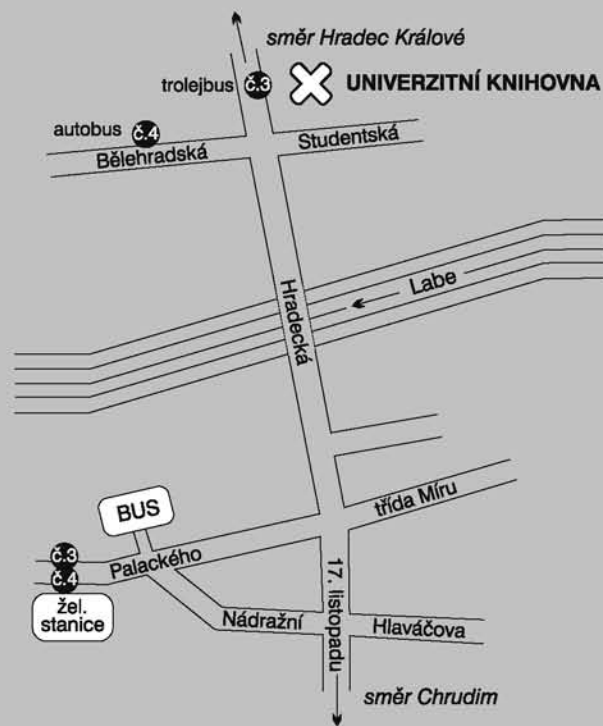 směr Hradec Králové
trolejbus č.3 UNIVERZITNÍ KNIHOVNA
autobus č.4
Bělehradská
Studentská
Hradecká
Labe
třída Míru
BUS
č.3
č.4
Palackého
žel.
stanice
17. listopadu
Nádražní
Hlaváčova
směr Chrudim